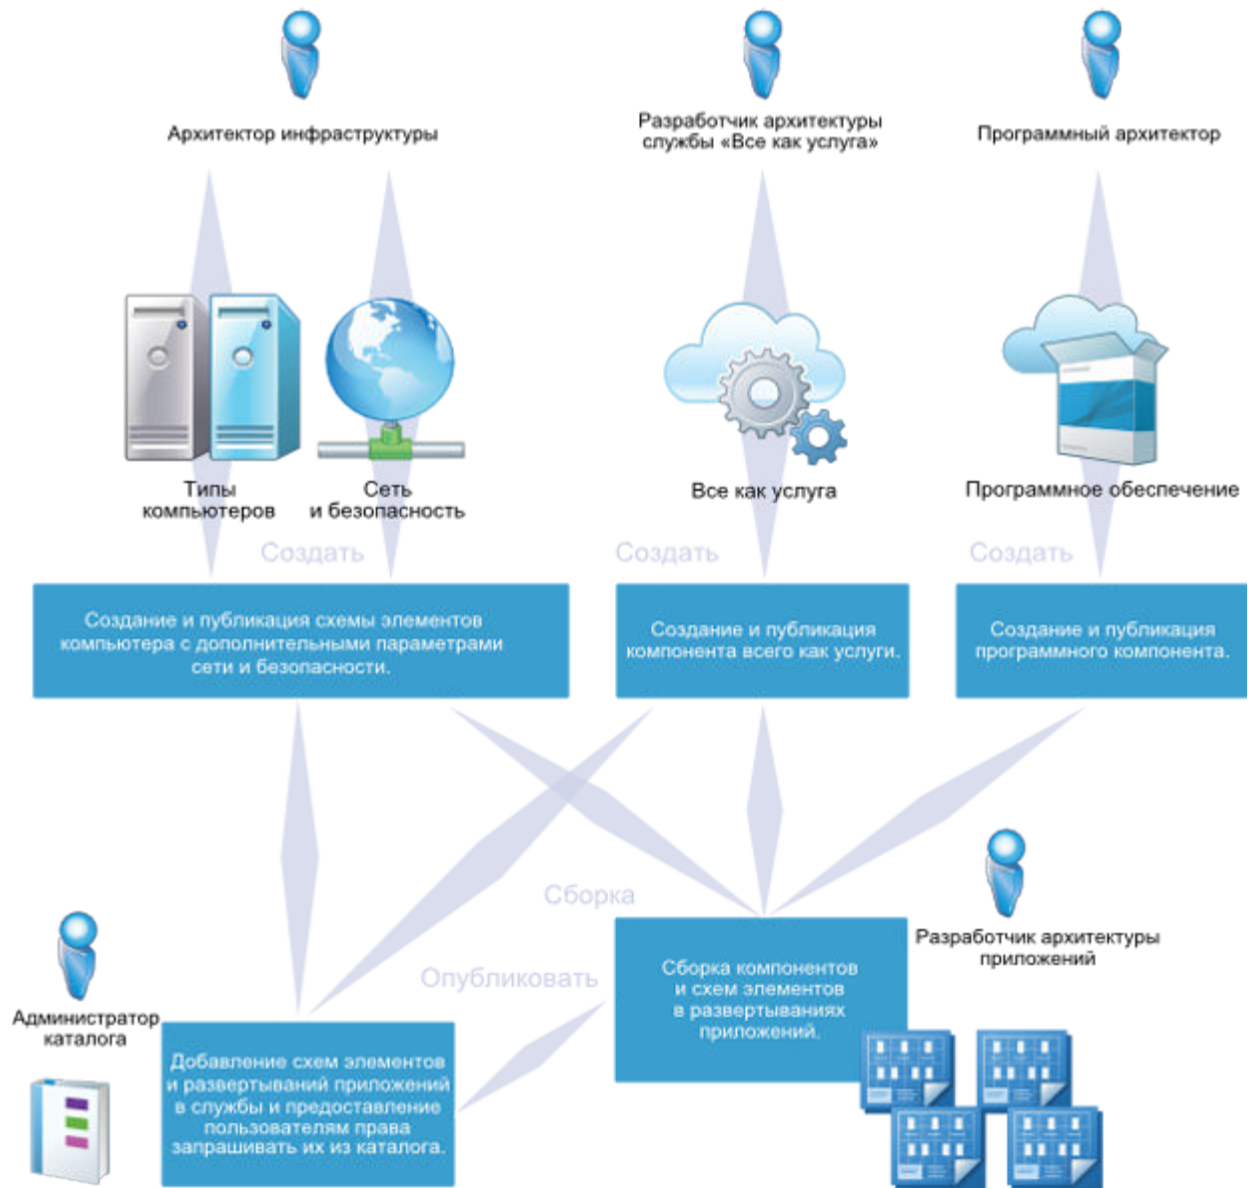 Архитектор инфраструктуры
Разработчик архитектуры
службы «Все как услуга»
Программный архитектор
Типы
компьютеров
Сеть
и безопасность
Все как услуга
Программное обеспечение
Создать
Создать
Создать
Создание и публикация схемы элементов
компьютера с дополнительными параметрами
сети и безопасности.
Создание и публикация
компонента всего как услуги.
Создание и публикация
программного компонента.
Сборка
Опубликовать
Разработчик архитектуры
приложений
Сборка компонентов
и схем элементов
в развертываниях
приложений.
Администратор
каталога
Добавление схем элементов
и развертываний приложений
в службы и предоставление
пользователям права
запрашивать их из каталога.